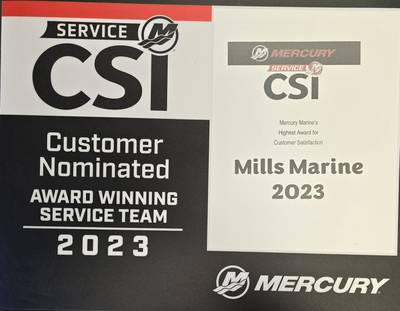 SERVICE
CSI
Customer
Nominated
AWARD WINNING
SERVICE TEAM
2023
MERCURY
SERVICE
CSI
Mercury Marine's
Highest Award for
Customer Satisfaction
Mills Marine
2023
MERCURY